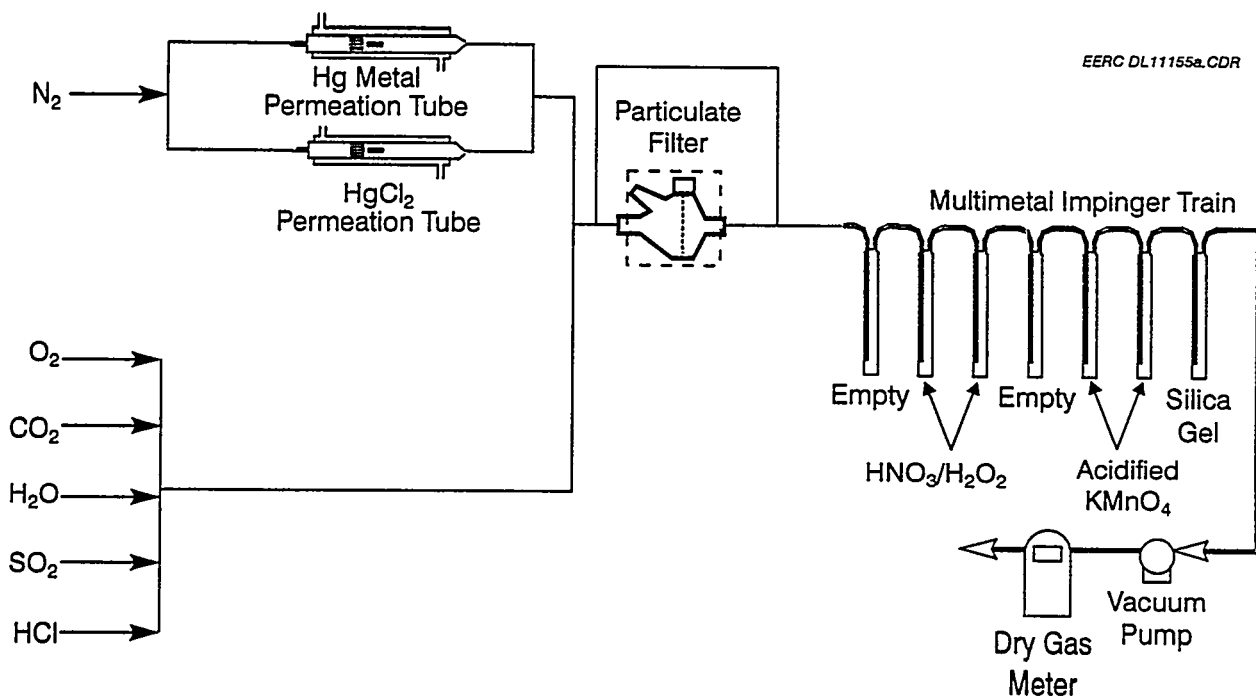 EERC DL11155a.CDR
N₂
Hg Metal
Permeation Tube
HgCl₂
Permeation Tube
Particulate
Filter
Multimetal Impinger Train
O₂
CO₂
H₂O
SO₂
HCl
Empty
HNO₃/H₂O₂
Empty
Acidified
KMnO₄
Silica
Gel
Vacuum
Pump
Dry Gas
Meter